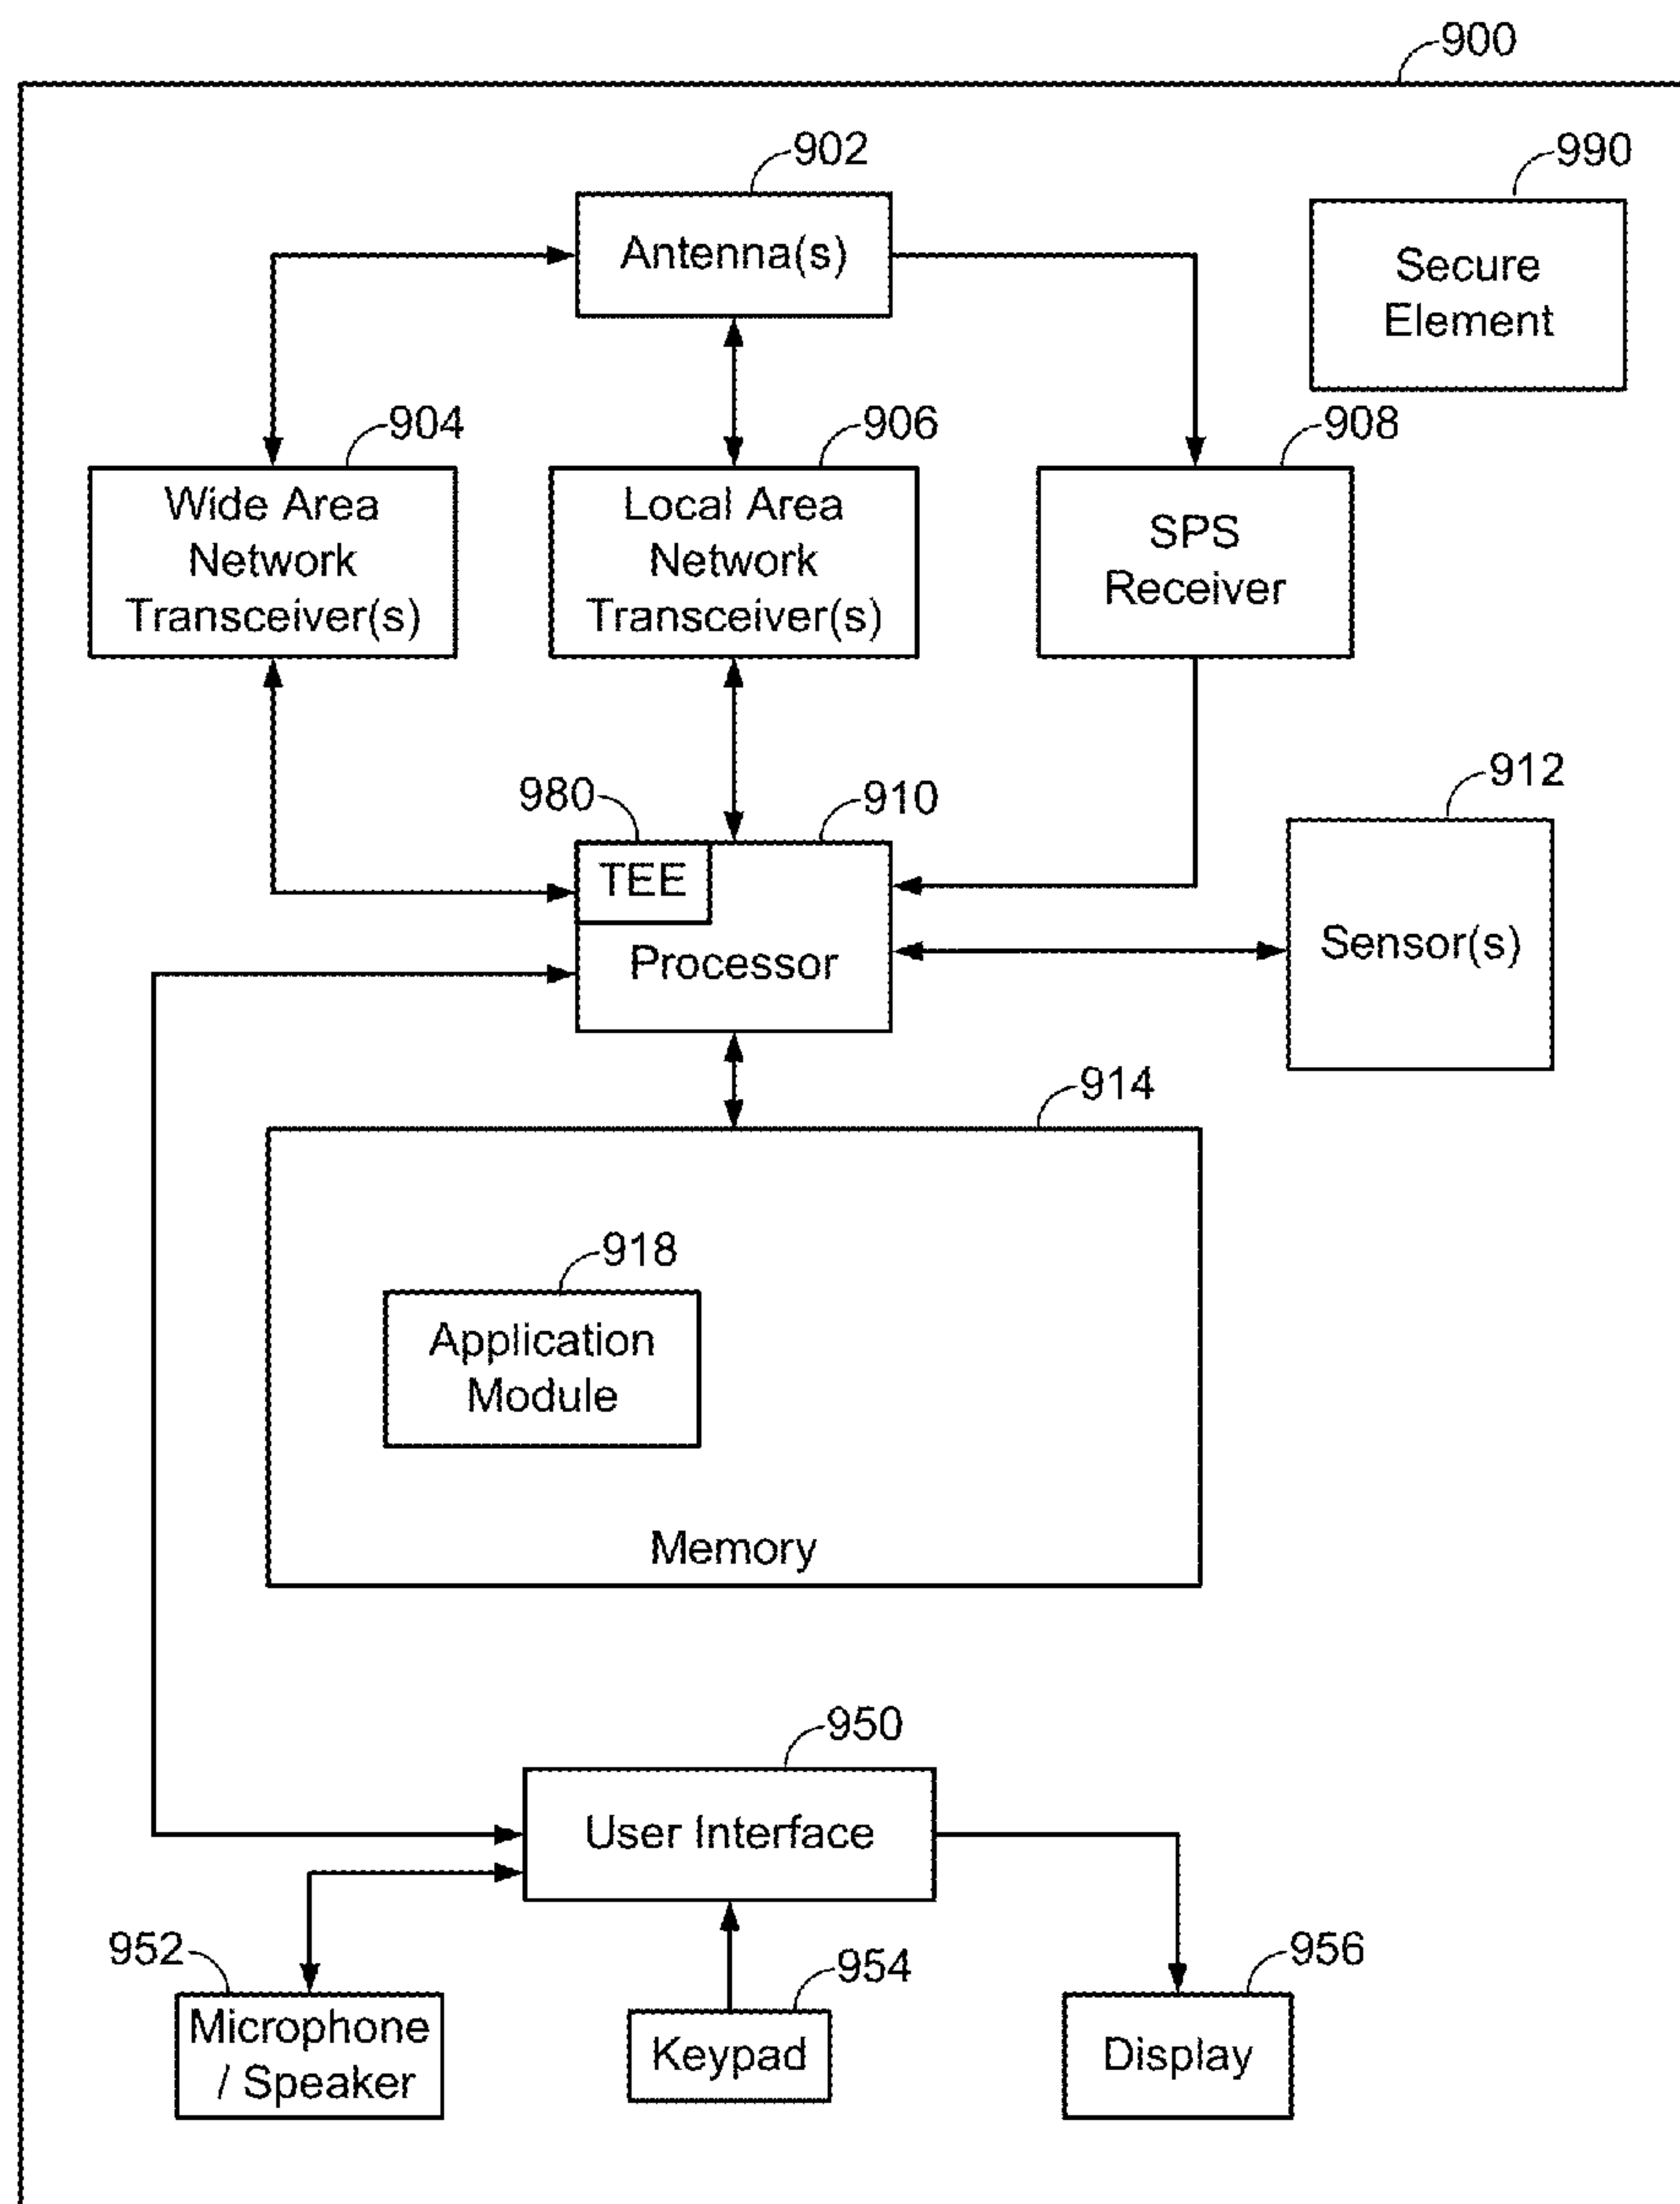 900
902
990
Antenna(s)
Secure
Element
904
906
908
Wide Area
Network
Transceiver(s)
Local Area
Network
Transceiver(s)
SPS
Receiver
980
910
912
TEE
Processor
Sensor(s)
914
918
Application
Module
Memory
950
User Interface
952
954
956
Microphone
/ Speaker
Keypad
Display